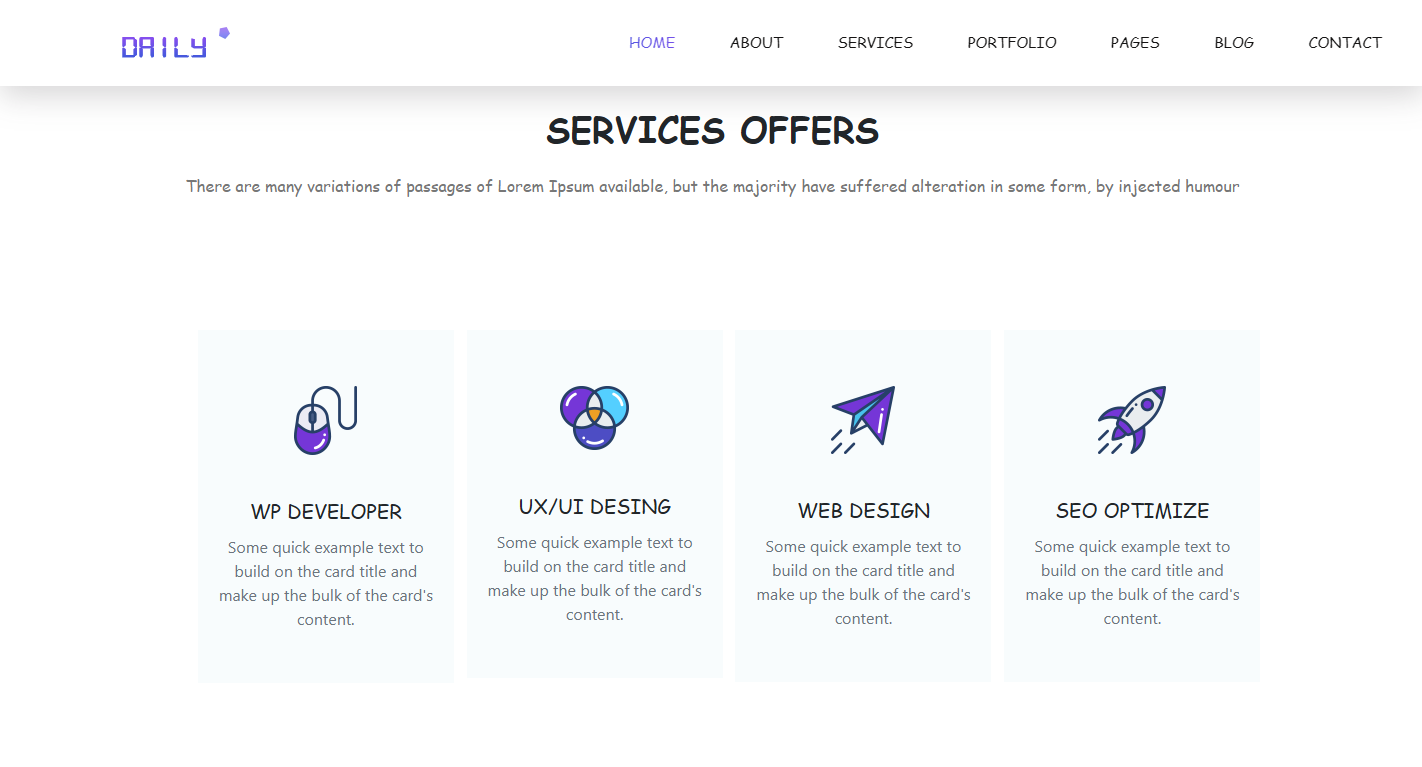 DAILY
HOME ABOUT SERVICES PORTFOLIO PAGES BLOG CONTACT
SERVICES OFFERS
There are many variations of passages of Lorem Ipsum available, but the majority have suffered alteration in some form, by injected humour
WP DEVELOPER
Some quick example text to
build on the card title and
make up the bulk of the card's
content.
UX/UI DESING
Some quick example text to
build on the card title and
make up the bulk of the card's
content.
WEB DESIGN
Some quick example text to
build on the card title and
make up the bulk of the card's
content.
SEO OPTIMIZE
Some quick example text to
build on the card title and
make up the bulk of the card's
content.